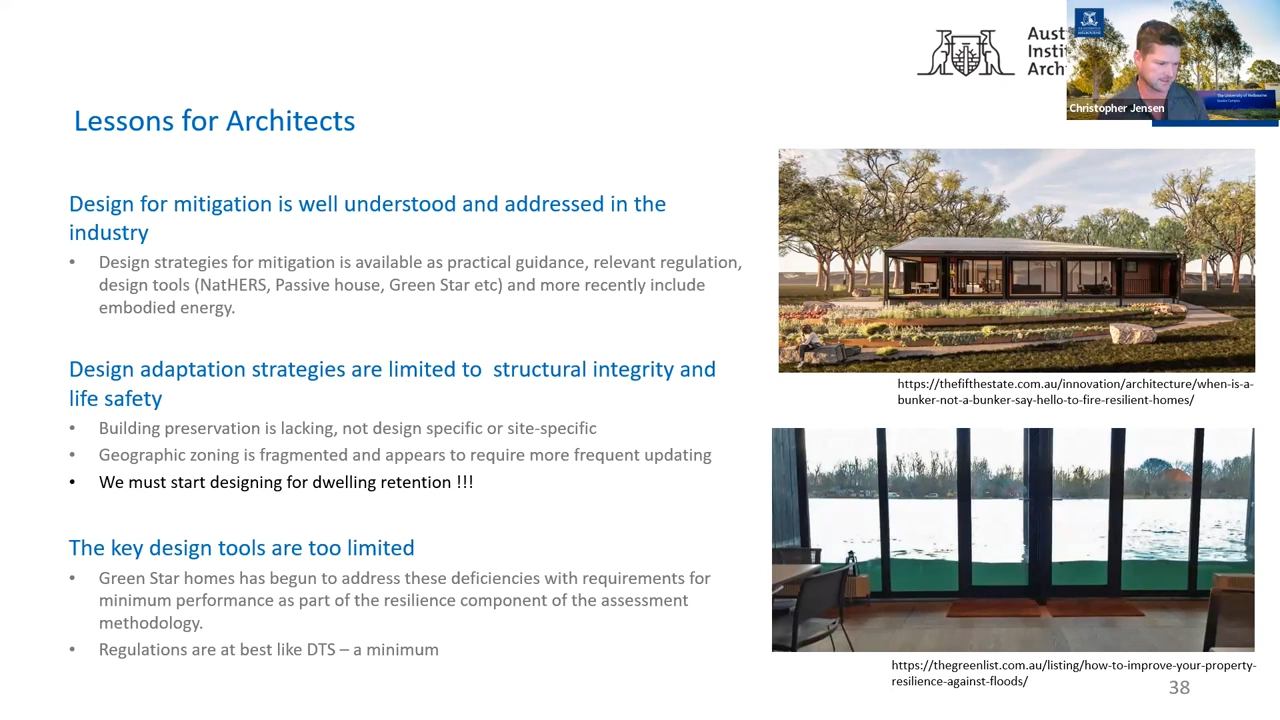 Aust
Insti
Arch
Christopher Jensen
Lessons for Architects
Design for mitigation is well understood and addressed in the
industry
• Design strategies for mitigation is available as practical guidance, relevant regulation,
design tools (NatHERS, Passive house, Green Star etc) and more recently include
embodied energy.
Design adaptation strategies are limited to  structural integrity and
life safety
• Building preservation is lacking, not design specific or site-specific
• Geographic zoning is fragmented and appears to require more frequent updating
• We must start designing for dwelling retention !!!
The key design tools are too limited
• Green Star homes has begun to address these deficiencies with requirements for
minimum performance as part of the resilience component of the assessment
methodology.
• Regulations are at best like DTS – a minimum
https://thefifthestate.com.au/innovation/architecture/when-is-a-
bunker-not-a-bunker-say-hello-to-fire-resilient-homes/
https://thegreenlist.com.au/listing/how-to-improve-your-property-
resilience-against-floods/
38